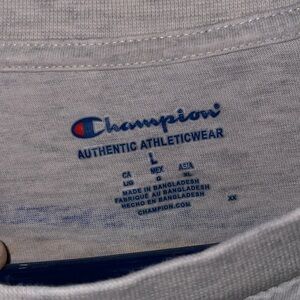 Champion
AUTHENTIC ATHLETICWEAR
L
CA MEX ASIA
L/G G XL
MADE IN BANGLADESH
FABRIQUÉ AU BANGLADESH
HECHO EN BANGLADESH
CHAMPION.COM
XX